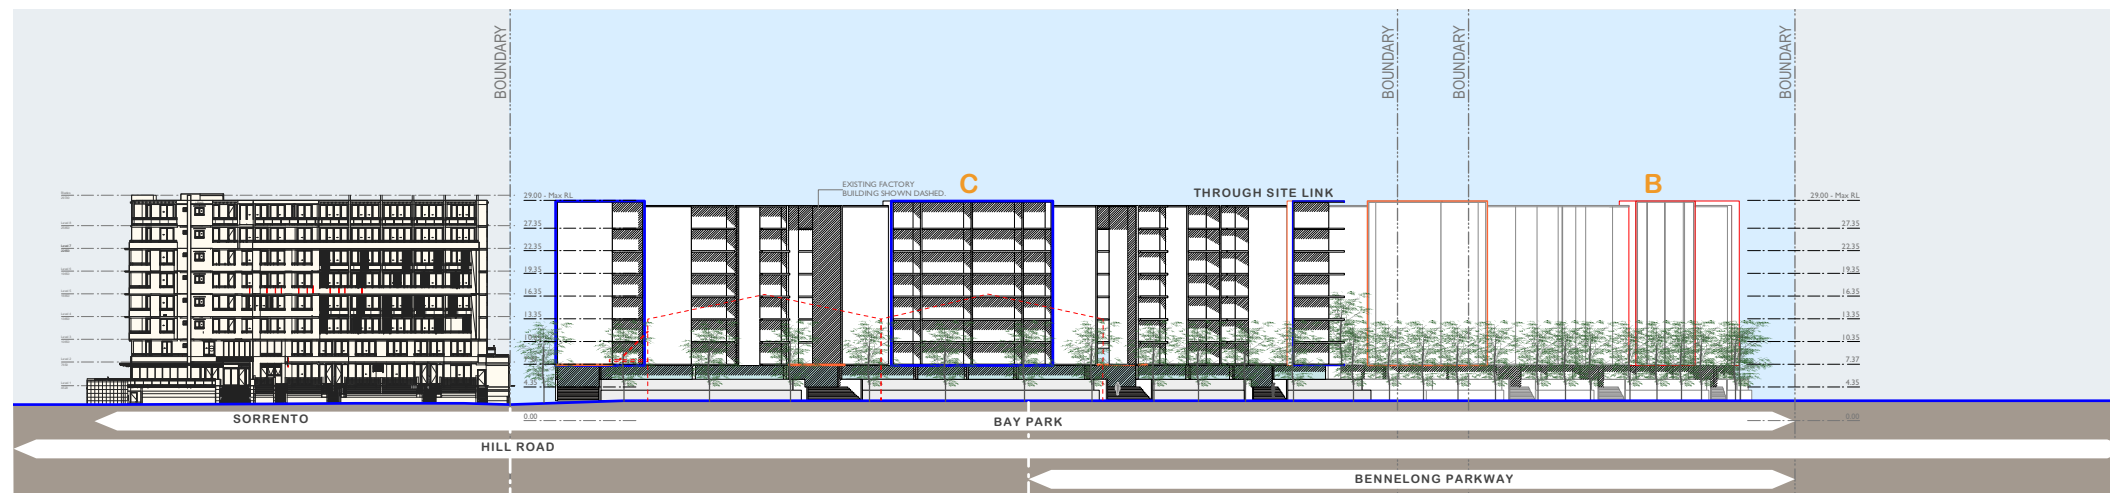 BOUNDARY
BOUNDARY
BOUNDARY
BOUNDARY
EXISTING FACTORY
BUILDING SHOWN DASHED.
C
THROUGH SITE LINK
B
29.00 - Max RL
27.35
22.35
19.35
16.35
13.35
10.35
4.35
0.00
29.00 - Max RL
27.35
22.35
19.35
16.35
13.35
10.35
7.37
4.35
0.00
SORRENTO
BAY PARK
HILL ROAD
BENNELONG PARKWAY